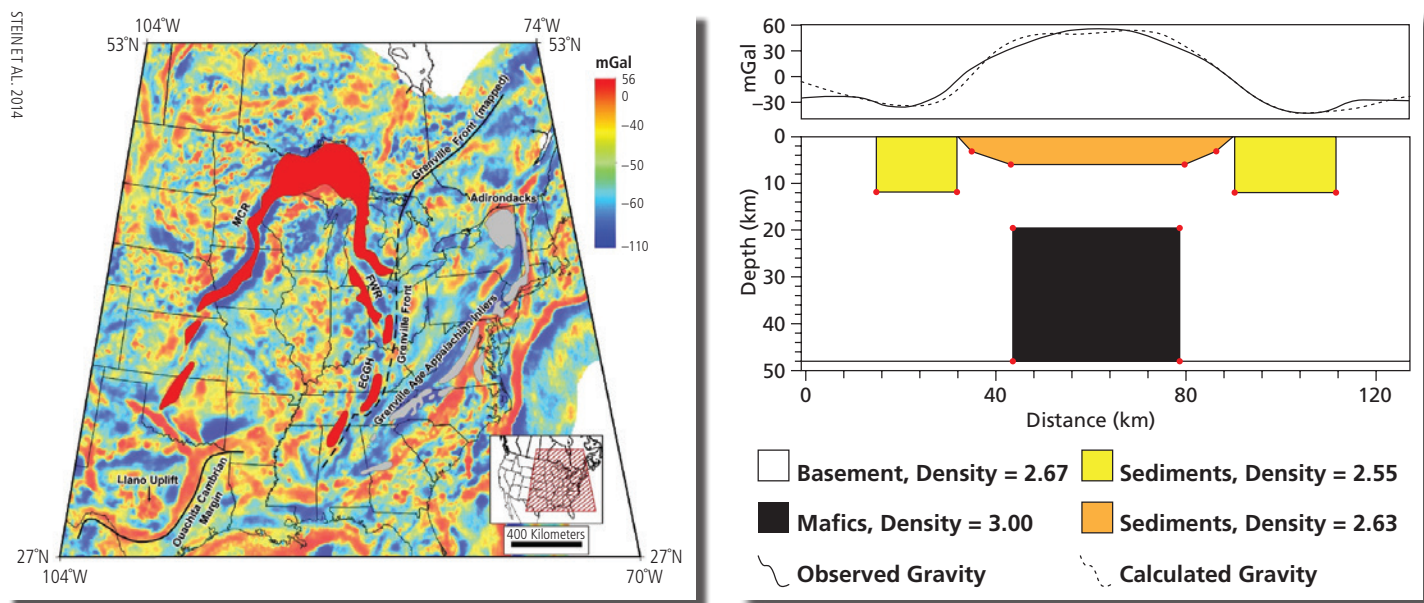 STEIN ET AL. 2014
104°W
74°W
53°N
53°N
mGal
56
0
−40
−50
−60
−110
Grenville Front (mapped)
Adirondacks
MCR
FWR
Grenville Front
ECGH
Grenville Age Appalachian Inliers
Llano Uplift
Ouachita Cambrian
Margin
400 Kilometers
27°N
27°N
104°W
70°W
60
30
0
−30
mGal
0
10
20
30
40
50
Depth (km)
0
40
80
120
Distance (km)
Basement, Density = 2.67
Sediments, Density = 2.55
Mafics, Density = 3.00
Sediments, Density = 2.63
Observed Gravity
Calculated Gravity